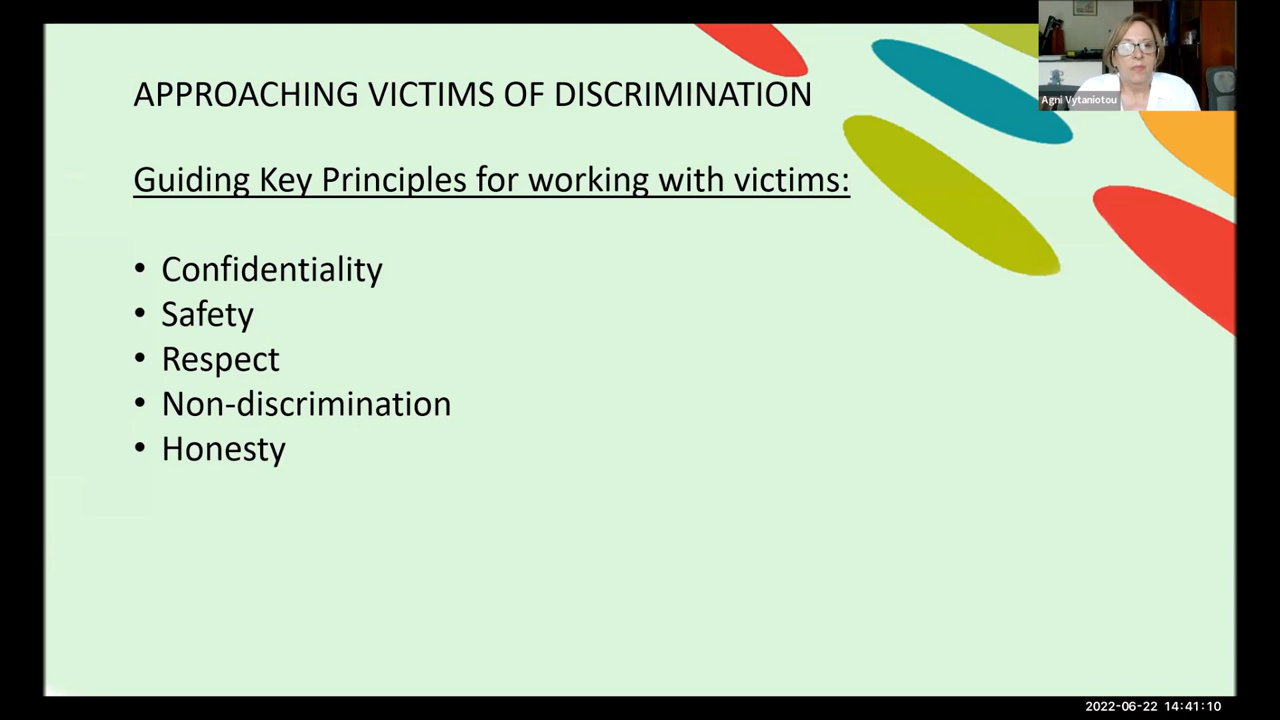 APPROACHING VICTIMS OF DISCRIMINATION
Guiding Key Principles for working with victims:
• Confidentiality
• Safety
• Respect
• Non-discrimination
• Honesty
Agni Vytaniotou
2022-06-22 14:41:10